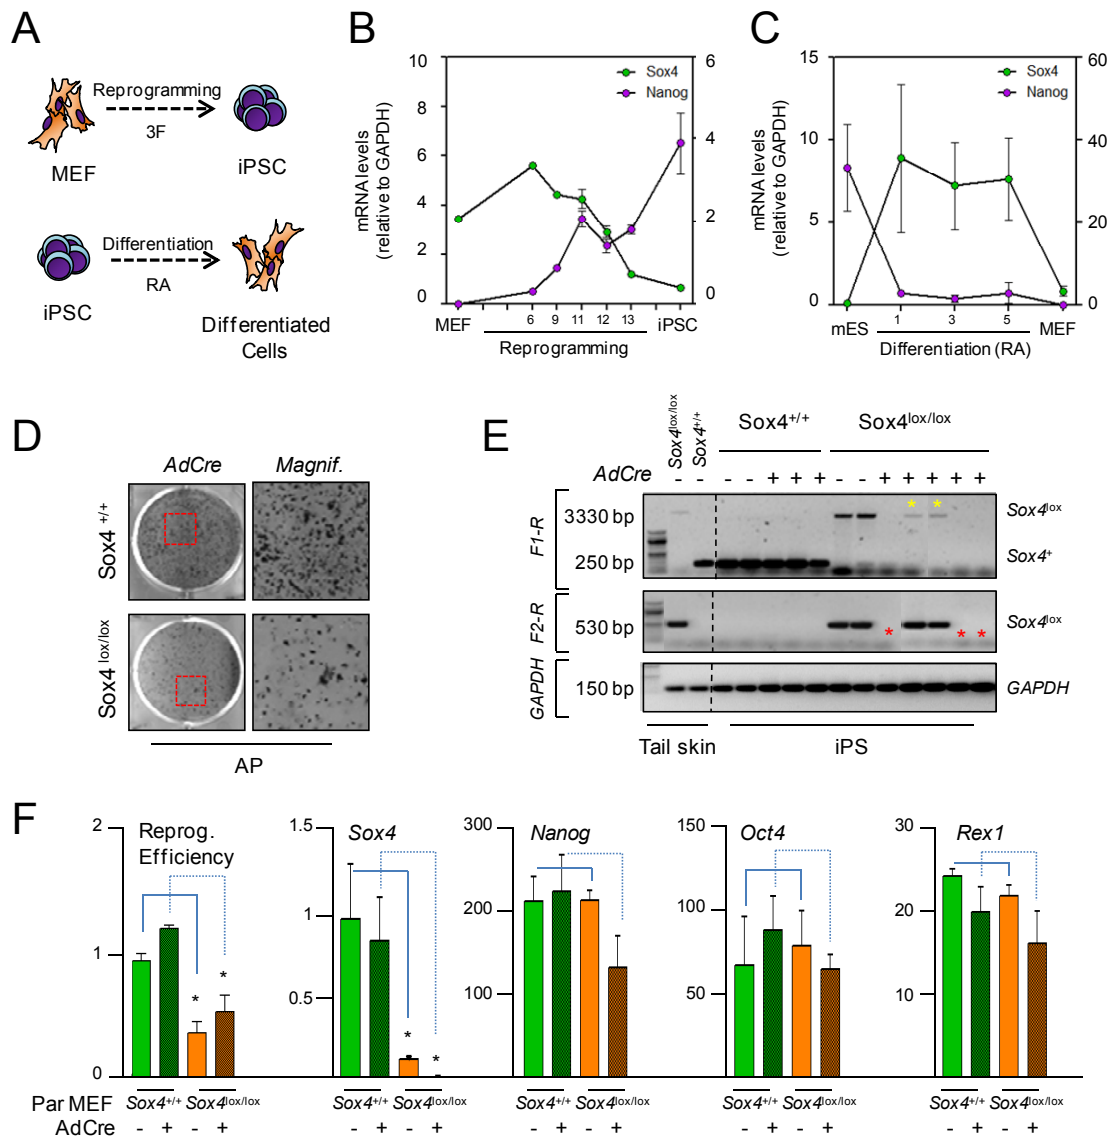 A
Reprogramming
3F
MEF
iPSC
Differentiation
RA
iPSC
Differentiated
Cells
B
mRNA levels
(relative to GAPDH)
10
8
6
4
2
0
6
4
2
0
Sox4
Nanog
MEF
6
9
11
12
13
iPSC
Reprogramming
C
mRNA levels
(relative to GAPDH)
15
10
5
0
60
40
20
0
Sox4
Nanog
mES
1
3
5
MEF
Differentiation (RA)
D
AdCre
Magnif.
Sox4 +/+
Sox4 lox/lox
AP
E
Sox4lox/lox
Sox4+/+
Sox4+/+
Sox4lox/lox
AdCre - - - - + + + - - + + + + +
F1-R
3330 bp
250 bp
* *
Sox4lox
Sox4+
F2-R
530 bp
* * *
Sox4lox
GAPDH
150 bp
GAPDH
Tail skin
iPS
F
2
1
0
Reprog.
Efficiency
* *
1.5
1
0.5
Sox4
* *
300
200
100
Nanog
150
100
50
Oct4
30
20
10
Rex1
Par MEF
Sox4+/+ Sox4lox/lox
Sox4+/+ Sox4lox/lox
Sox4+/+ Sox4lox/lox
Sox4+/+ Sox4lox/lox
Sox4+/+ Sox4lox/lox
AdCre
- + - +
- + - +
- + - +
- + - +
- + - +